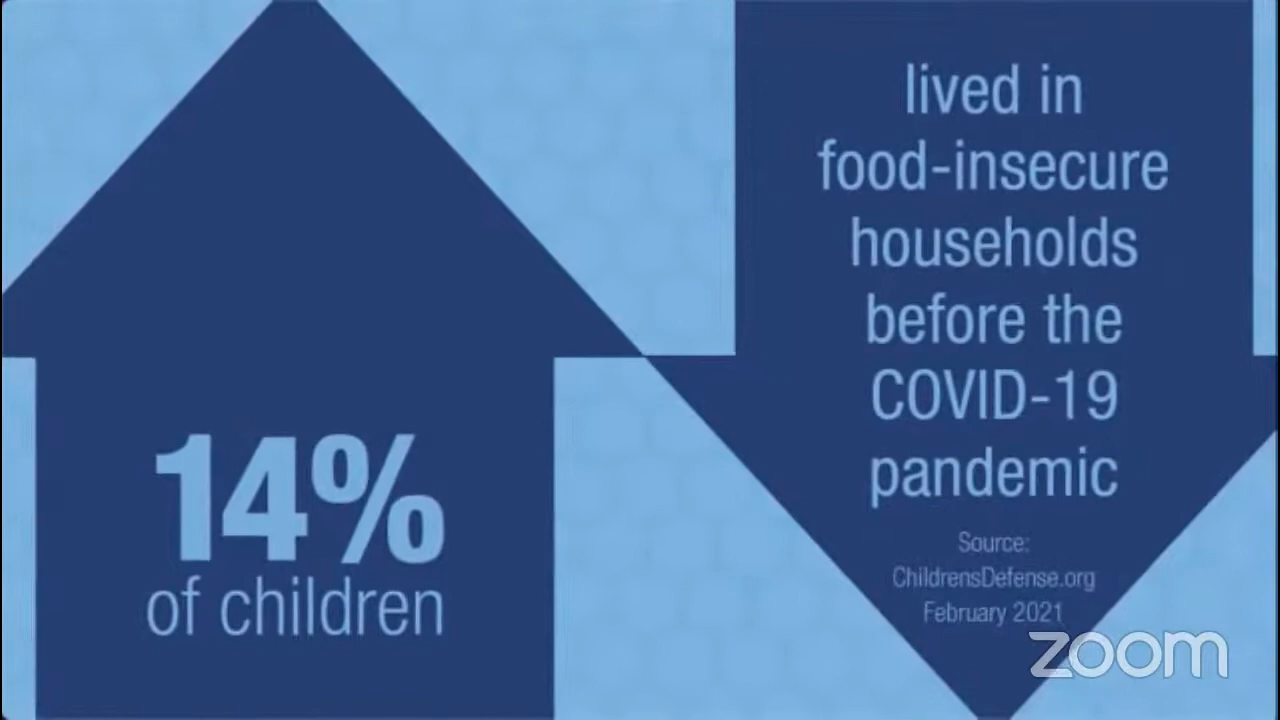 14%
of children
lived in
food-insecure
households
before the
COVID-19
pandemic
Source:
ChildrensDefense.org
February 2021
zoom